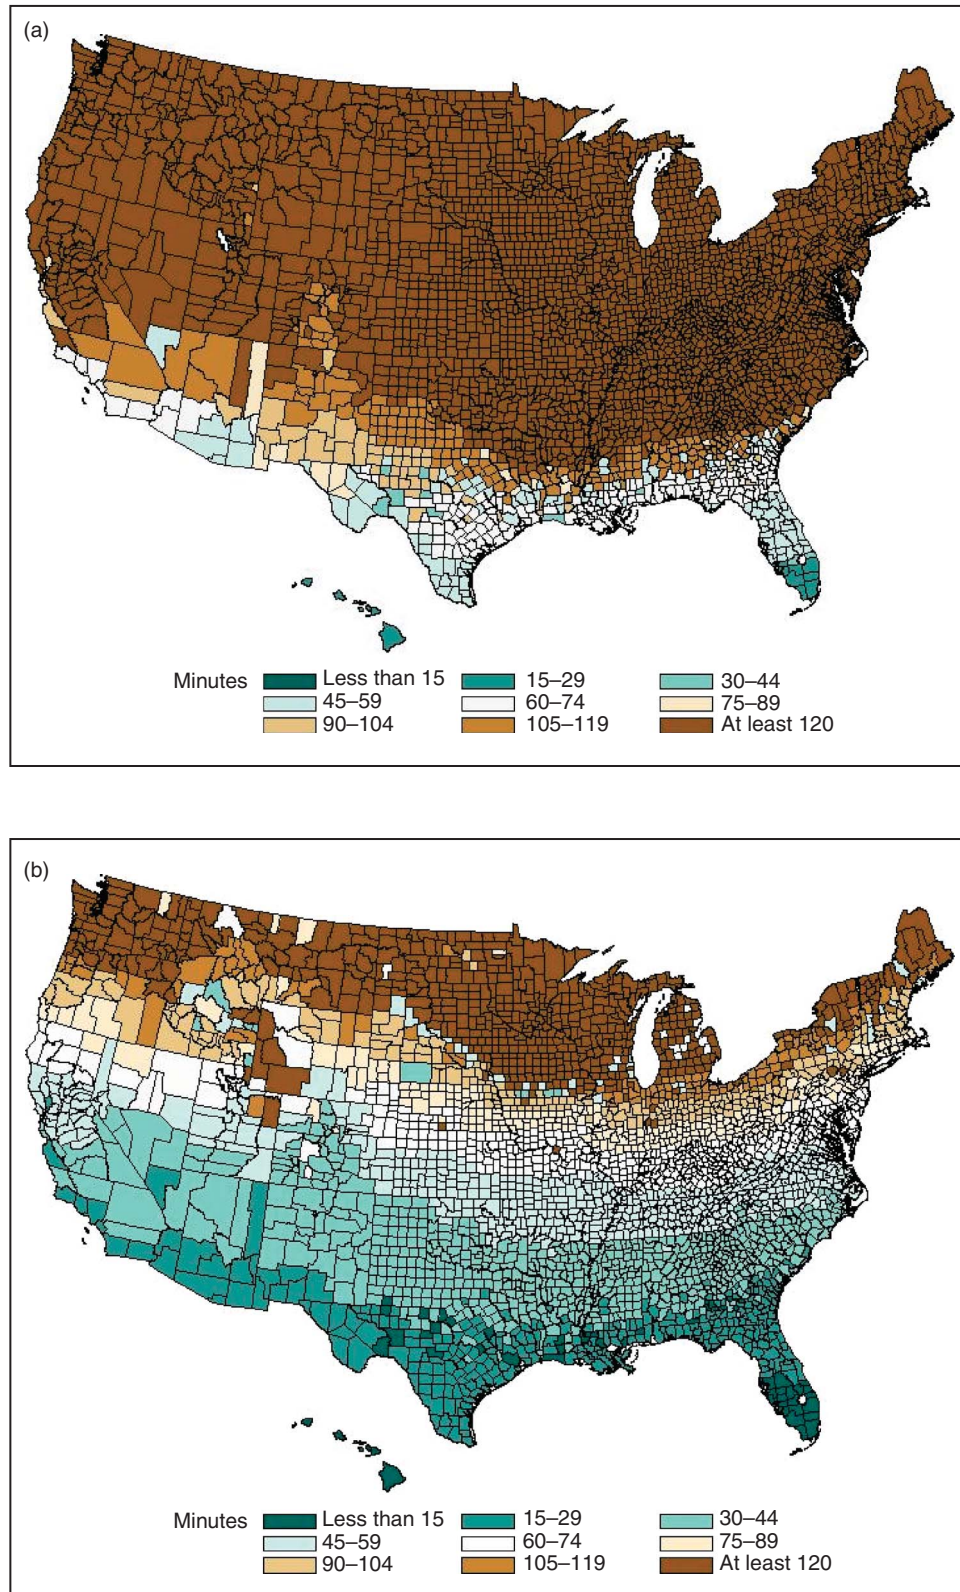 (a)
Minutes Less than 15 15–29 30–44
45–59 60–74 75–89
90–104 105–119 At least 120
(b)
Minutes Less than 15 15–29 30–44
45–59 60–74 75–89
90–104 105–119 At least 120